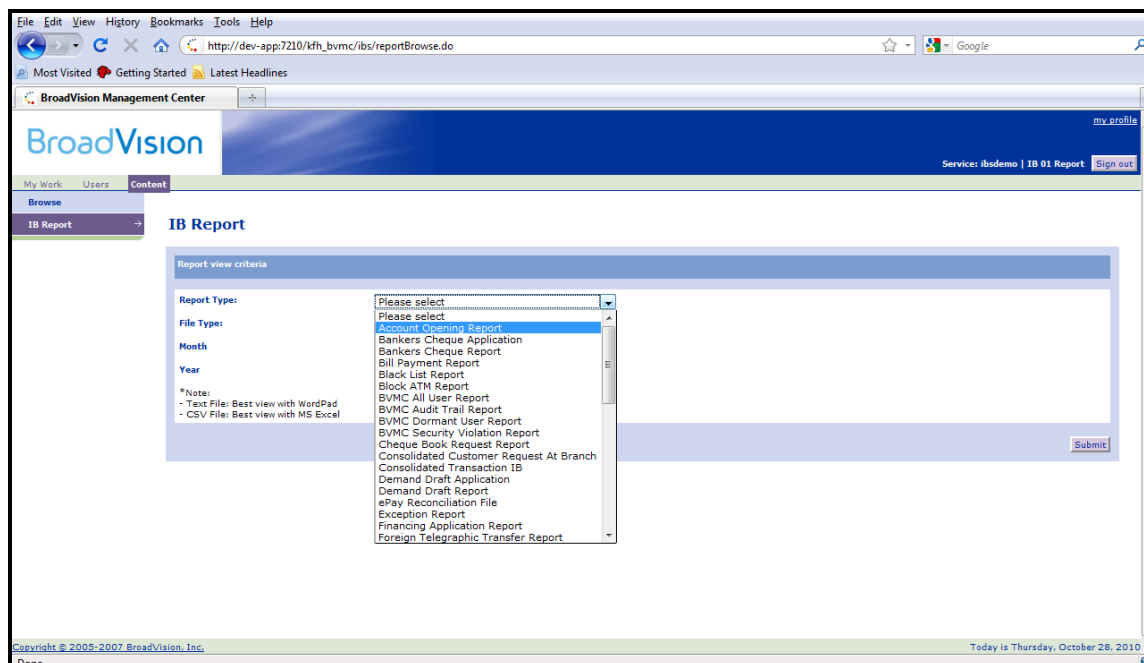 File Edit View History Bookmarks Tools Help
http://dev-app:7210/kfh_bvmc/ibs/reportBrowse.do
Google
Most Visited Getting Started Latest Headlines
BroadVision Management Center
my profile
BroadVision
Service: ibsdemo | IB 01 Report Sign out
My Work Users Content
Browse
IB Report
IB Report
Report view criteria
Report Type: Please select
Please select
File Type:
Account Opening Report
Bankers Cheque Application
Month
Bankers Cheque Report
Bill Payment Report
Year
Black List Report
Block ATM Report
*Note:
BVMC All User Report
- Text File: Best view with WordPad
BVMC Audit Trail Report
- CSV File: Best view with MS Excel
BVMC Dormant User Report
BVMC Security Violation Report
Cheque Book Request Report
Submit
Consolidated Customer Request At Branch
Consolidated Transaction IB
Demand Draft Application
Demand Draft Report
ePay Reconciliation File
Exception Report
Financing Application Report
Foreign Telegraphic Transfer Report
Copyright © 2005-2007 BroadVision, Inc.
Today is Thursday, October 28, 2010
Done